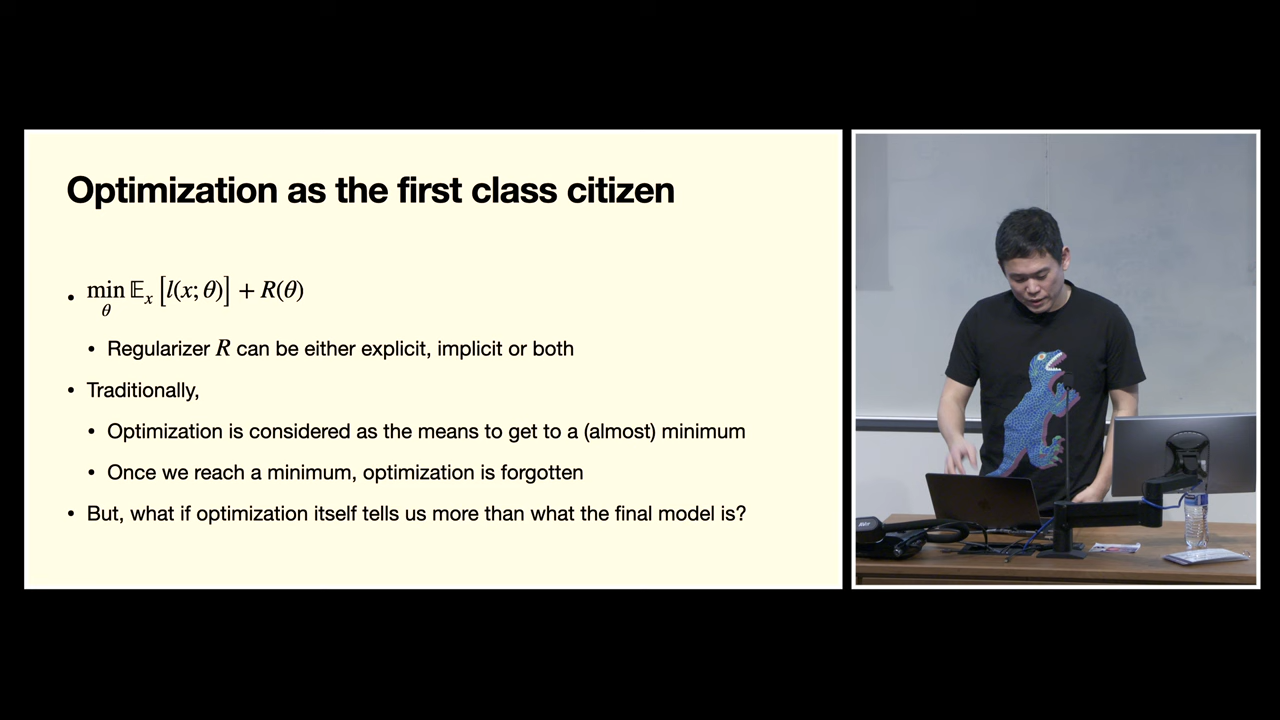 Optimization as the first class citizen
• min_θ 𝔼_x [l(x; θ)] + R(θ)
• Regularizer R can be either explicit, implicit or both
• Traditionally,
• Optimization is considered as the means to get to a (almost) minimum
• Once we reach a minimum, optimization is forgotten
• But, what if optimization itself tells us more than what the final model is?